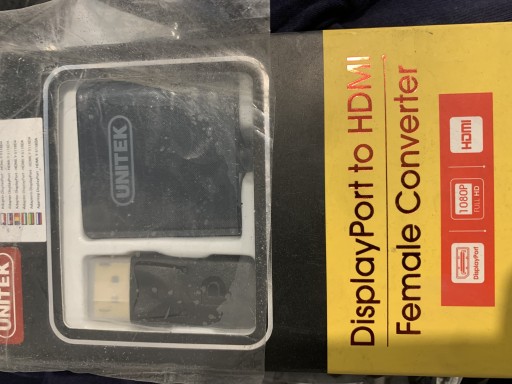 DisplayPort to HDMI
Female Converter
DisplayPort
1080P
FULL HD
HDMI
UNITEK
UNITEK